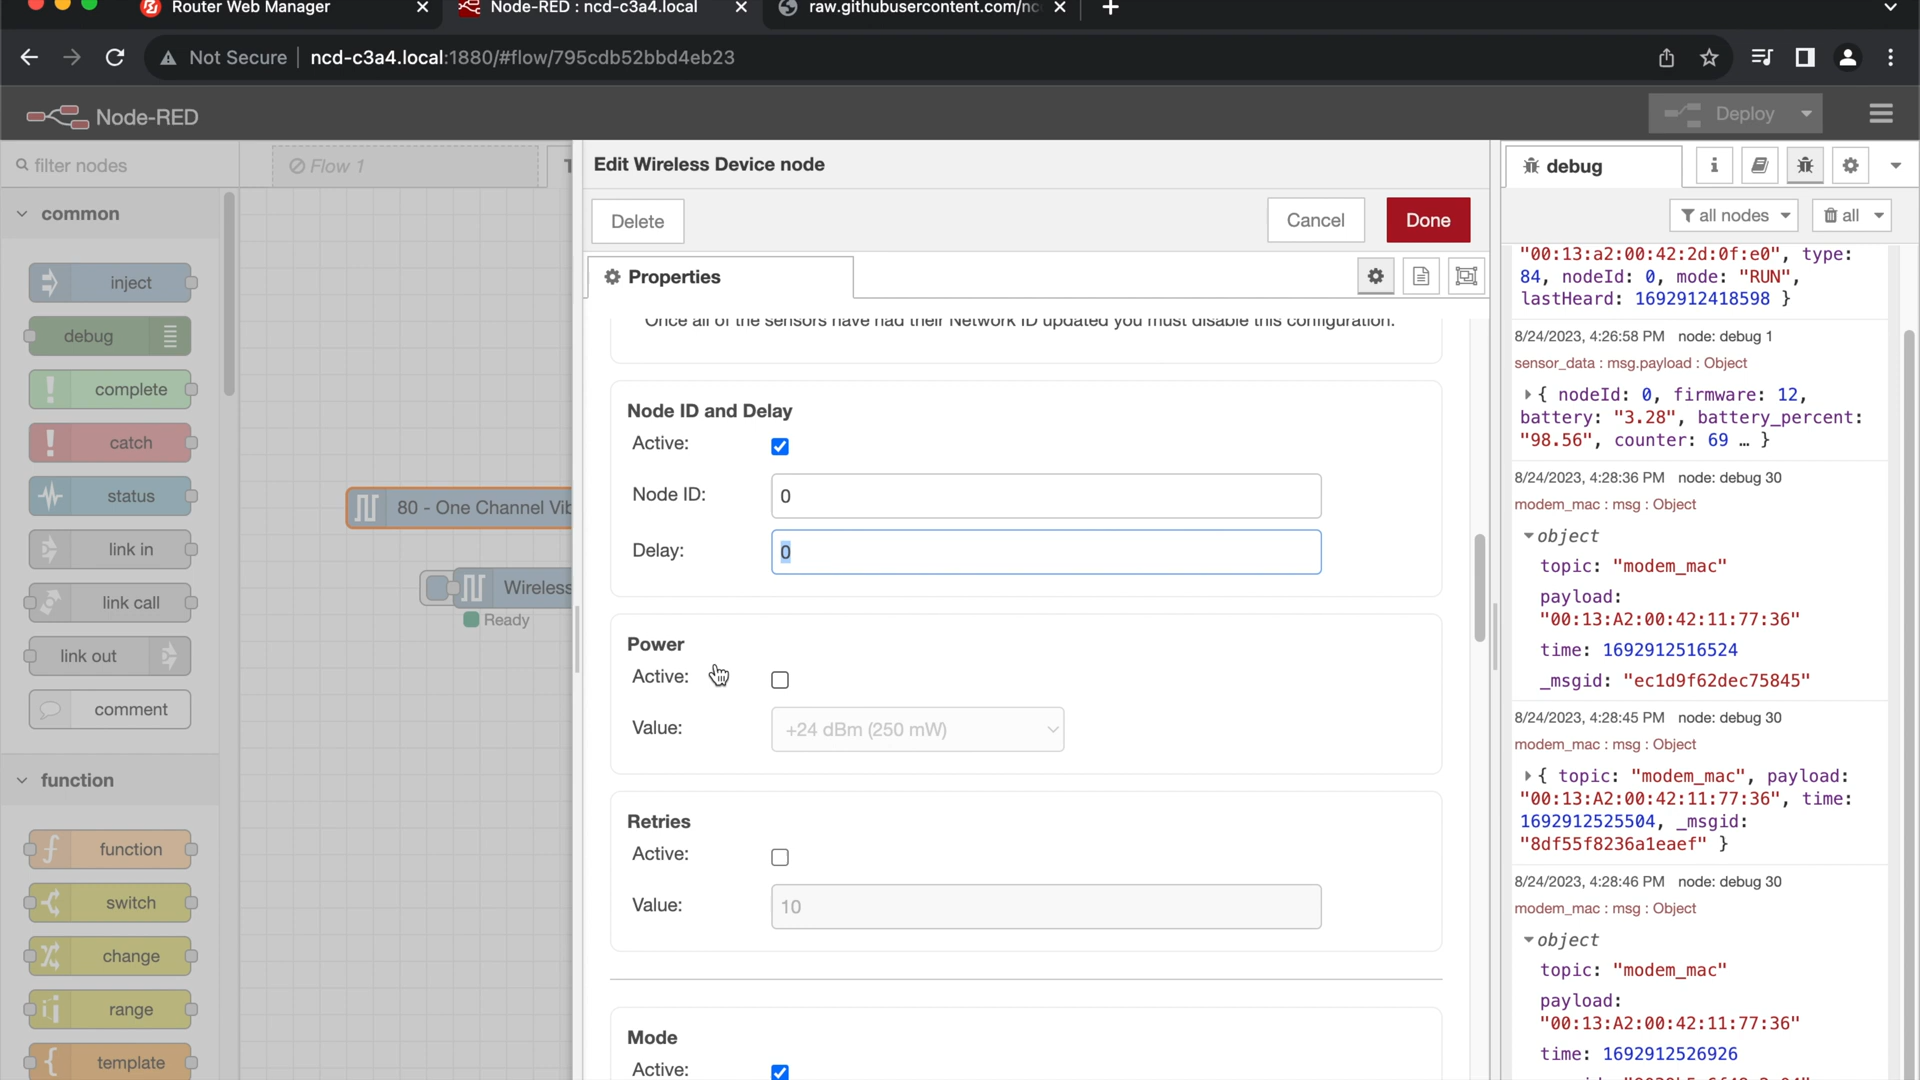 Router Web Manager
Node-RED : ncd-c3a4.local
raw.githubusercontent.com/nc
Not Secure
ncd-c3a4.local:1880/#flow/795cdb52bbd4eb23
Node-RED
Deploy
filter nodes
common
inject
debug
complete
catch
status
link in
link call
link out
comment
function
function
switch
change
range
template
Flow 1
80 - One Channel Vib
Wireless
Ready
Edit Wireless Device node
Delete
Cancel
Done
Properties
Once all of the sensors have had their Network ID updated you must disable this configuration.
Node ID and Delay
Active:
Node ID:
0
Delay:
0
Power
Active:
Value:
+24 dBm (250 mW)
Retries
Active:
Value:
10
Mode
Active:
debug
i
all nodes
all
"00:13:a2:00:42:2d:0f:e0", type:
84, nodeId: 0, mode: "RUN",
lastHeard: 1692912418598 }
8/24/2023, 4:26:58 PM node: debug 1
sensor_data : msg.payload : Object
{ nodeId: 0, firmware: 12,
battery: "3.28", battery_percent:
"98.56", counter: 69 … }
8/24/2023, 4:28:36 PM node: debug 30
modem_mac : msg : Object
object
topic: "modem_mac"
payload:
"00:13:A2:00:42:11:77:36"
time: 1692912516524
_msgid: "ec1d9f62dec75845"
8/24/2023, 4:28:45 PM node: debug 30
modem_mac : msg : Object
{ topic: "modem_mac", payload:
"00:13:A2:00:42:11:77:36", time:
1692912525504, _msgid:
"8df55f8236a1eaef" }
8/24/2023, 4:28:46 PM node: debug 30
modem_mac : msg : Object
object
topic: "modem_mac"
payload:
"00:13:A2:00:42:11:77:36"
time: 1692912526926